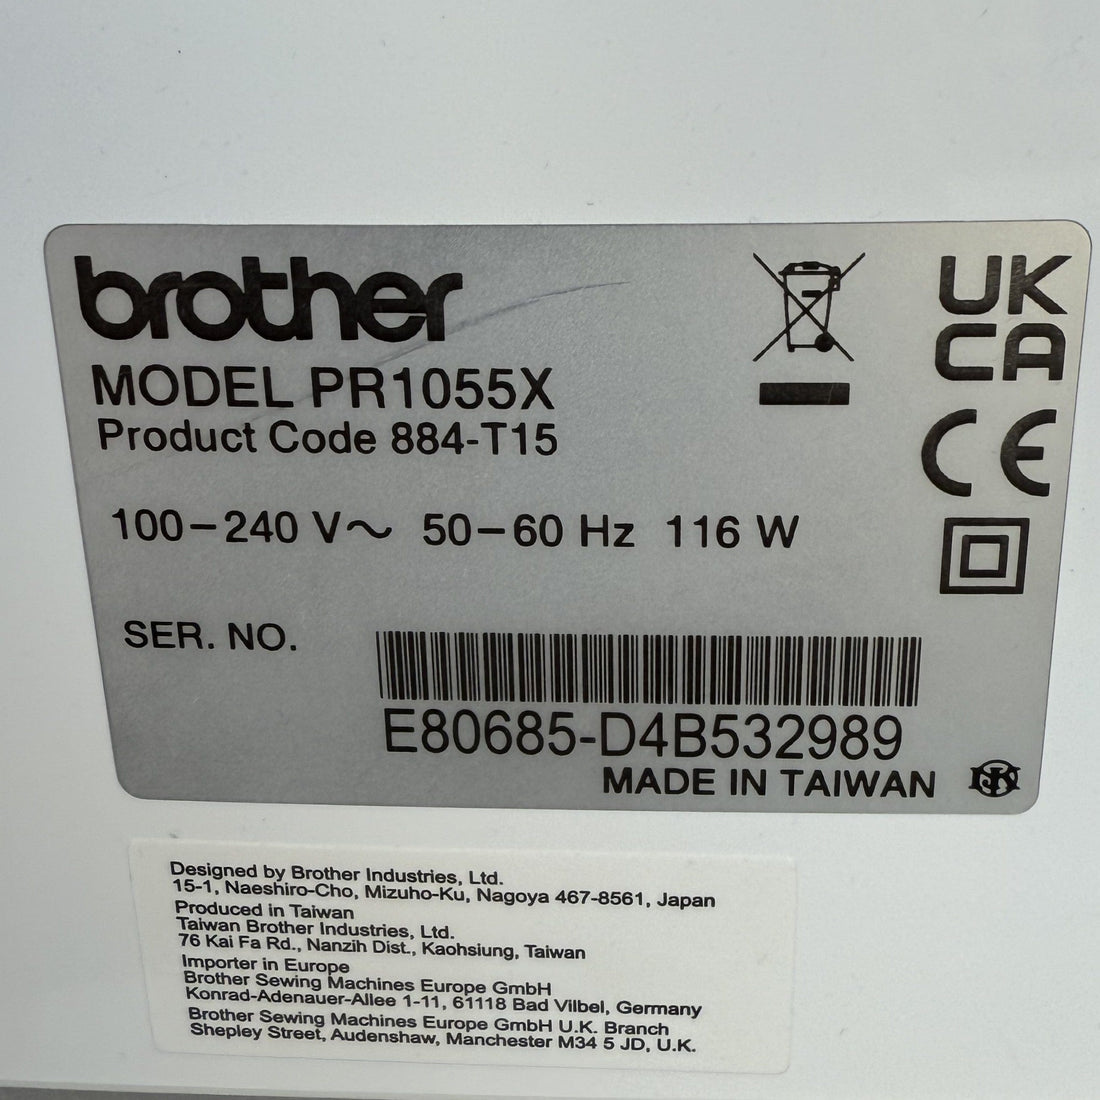 brother
MODEL PR1055X
Product Code 884-T15
100-240 V~ 50-60 Hz 116 W
SER. NO.
E80685-D4B532989
MADE IN TAIWAN
UK
CA
CE
Designed by Brother Industries, Ltd.
15-1, Naeshiro-Cho, Mizuho-Ku, Nagoya 467-8561, Japan
Produced in Taiwan
Taiwan Brother Industries, Ltd.
76 Kai Fa Rd., Nanzih Dist., Kaohsiung, Taiwan
Importer in Europe
Brother Sewing Machines Europe GmbH
Konrad-Adenauer-Allee 1-11, 61118 Bad Vilbel, Germany
Brother Sewing Machines Europe GmbH U.K. Branch
Shepley Street, Audenshaw, Manchester M34 5 JD, U.K.